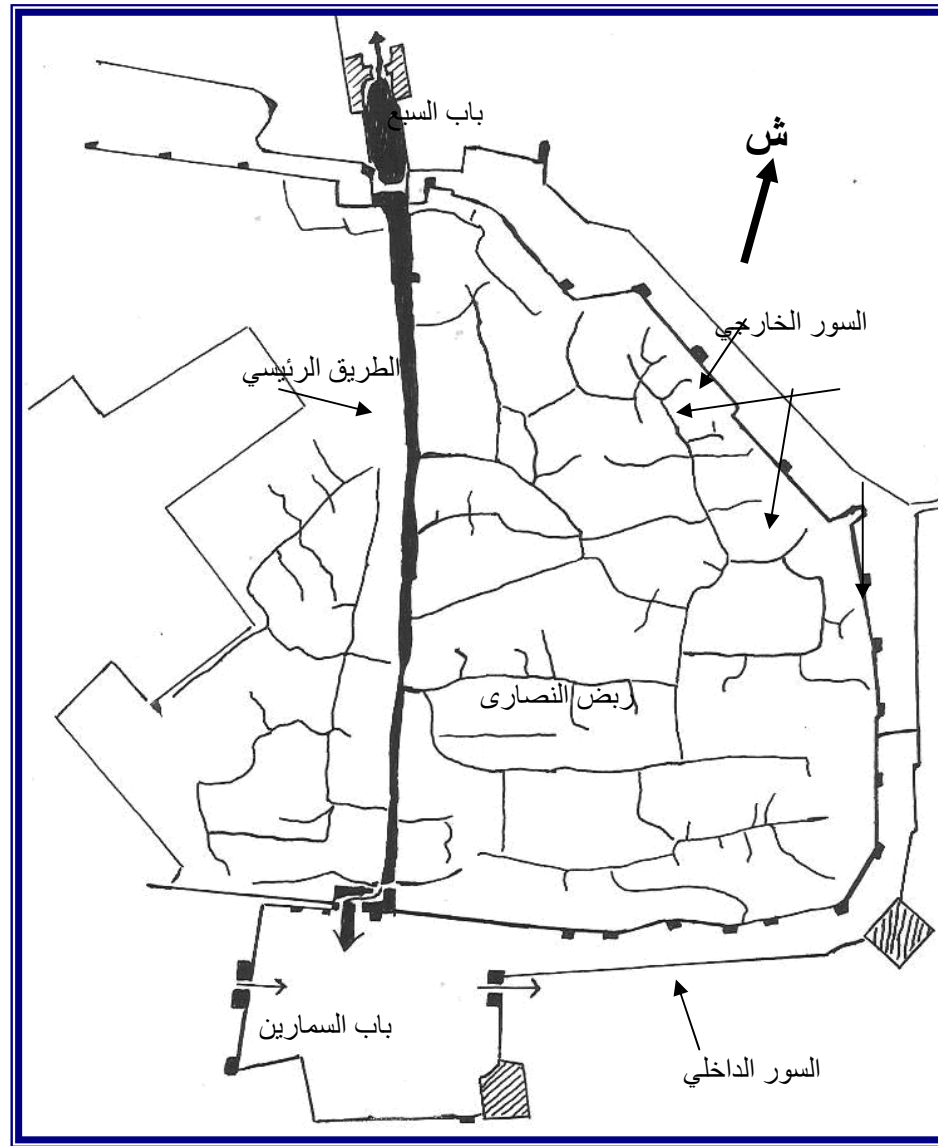 باب السبع
ش
السور الخارجي
الطريق الرئيسي
ربض النصارى
باب السمارين
السور الداخلي